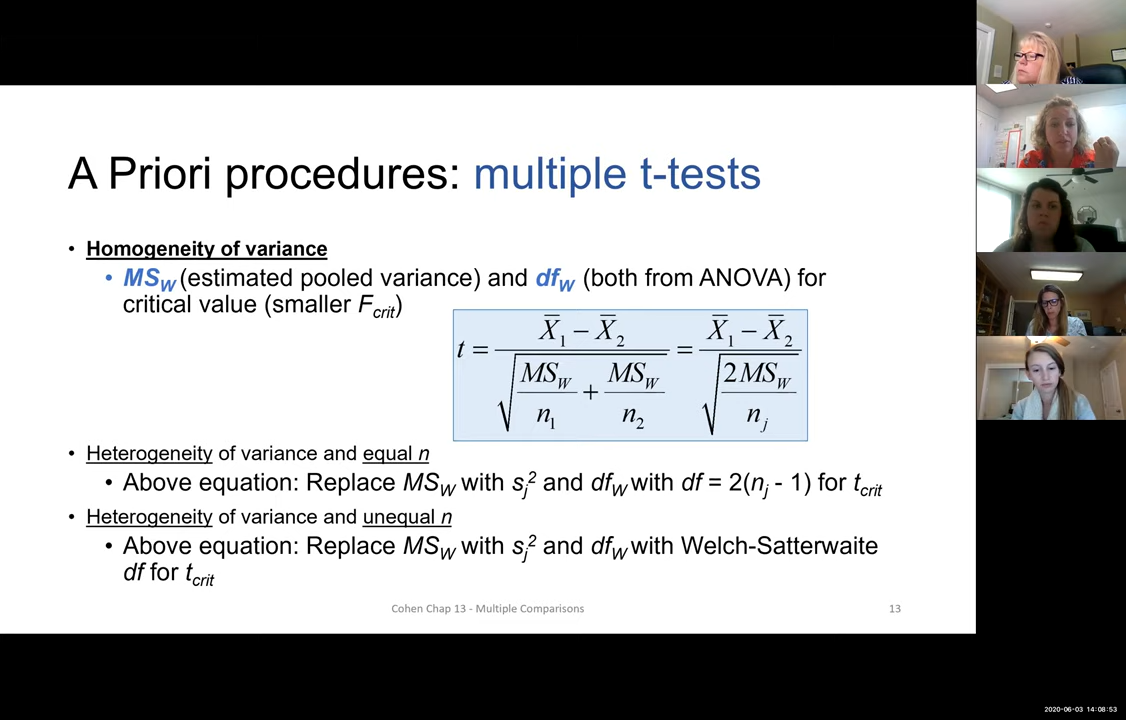 A Priori procedures: multiple t-tests
• Homogeneity of variance
• MS_W (estimated pooled variance) and df_W (both from ANOVA) for
critical value (smaller F_crit)
t = (X̅₁ − X̅₂) / √(MS_W/n₁ + MS_W/n₂) = (X̅₁ − X̅₂) / √(2MS_W/n_j)
• Heterogeneity of variance and equal n
• Above equation: Replace MS_W with s_j² and df_W with df = 2(n_j - 1) for t_crit
• Heterogeneity of variance and unequal n
• Above equation: Replace MS_W with s_j² and df_W with Welch-Satterwaite
df for t_crit
Cohen Chap 13 - Multiple Comparisons
13
2020-06-03 14:08:53